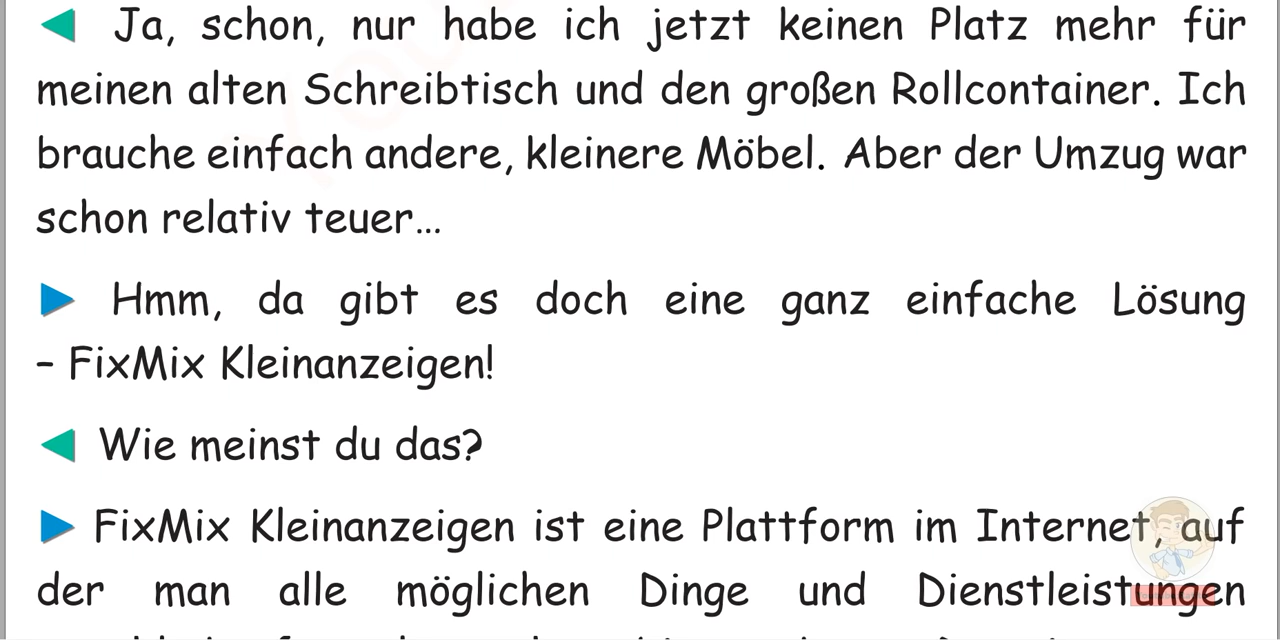 Ja, schon, nur habe ich jetzt keinen Platz mehr für
meinen alten Schreibtisch und den großen Rollcontainer. Ich
brauche einfach andere, kleinere Möbel. Aber der Umzug war
schon relativ teuer...
Hmm, da gibt es doch eine ganz einfache Lösung
– FixMix Kleinanzeigen!
Wie meinst du das?
FixMix Kleinanzeigen ist eine Plattform im Internet, auf
der man alle möglichen Dinge und Dienstleistungen